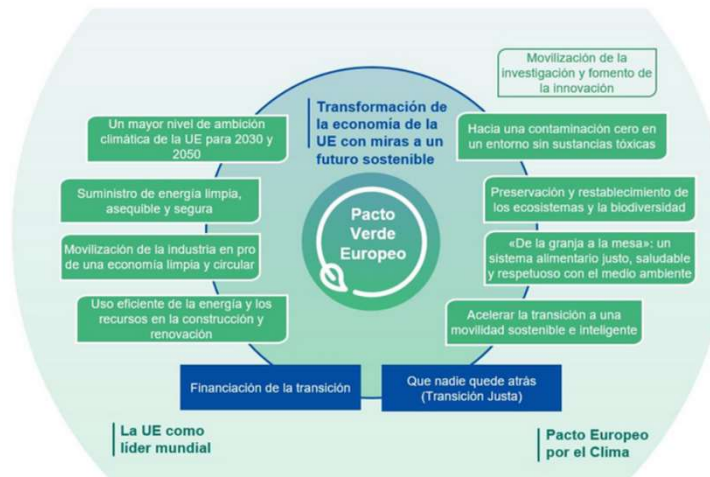 Movilización de la
investigación y fomento de
la innovación
Transformación de
la economía de la
UE con miras a un
futuro sostenible
Un mayor nivel de ambición
climática de la UE para 2030 y
2050
Hacia una contaminación cero en
un entorno sin sustancias tóxicas
Suministro de energía limpia,
asequible y segura
Preservación y restablecimiento de
los ecosistemas y la biodiversidad
Pacto
Verde
Europeo
Movilización de la industria en pro
de una economía limpia y circular
«De la granja a la mesa»: un
sistema alimentario justo, saludable
y respetuoso con el medio ambiente
Uso eficiente de la energía y los
recursos en la construcción y
renovación
Acelerar la transición a una
movilidad sostenible e inteligente
Financiación de la transición
Que nadie quede atrás
(Transición Justa)
La UE como
líder mundial
Pacto Europeo
por el Clíma